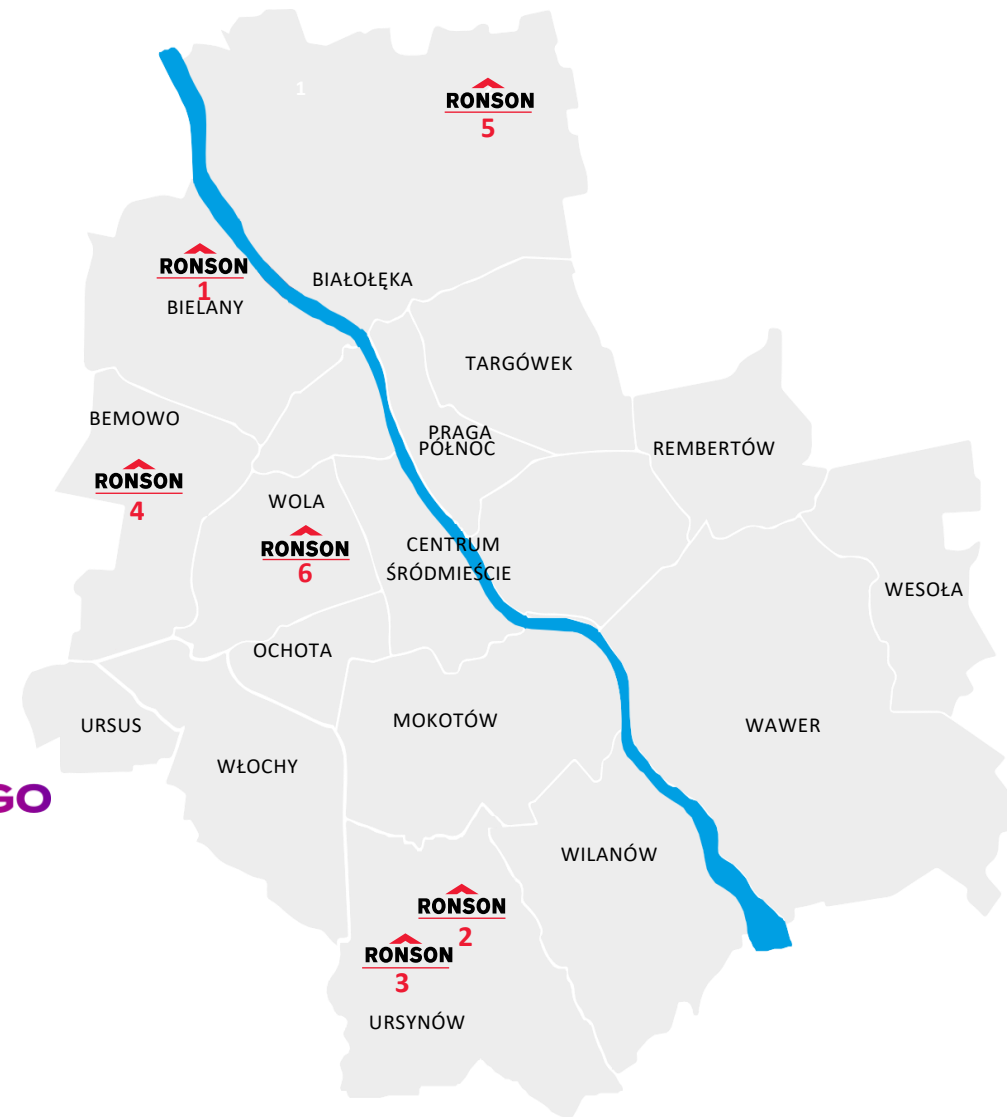 1
RONSON
5
RONSON
1
BIELANY
BIAŁOŁĘKA
TARGÓWEK
BEMOWO
PRAGA
PÓŁNOC
REMBERTÓW
RONSON
4
WOLA
RONSON
6
CENTRUM
ŚRÓDMIEŚCIE
WESOŁA
OCHOTA
URSUS
MOKOTÓW
WAWER
WŁOCHY
GO
WILANÓW
RONSON
2
RONSON
3
URSYNÓW